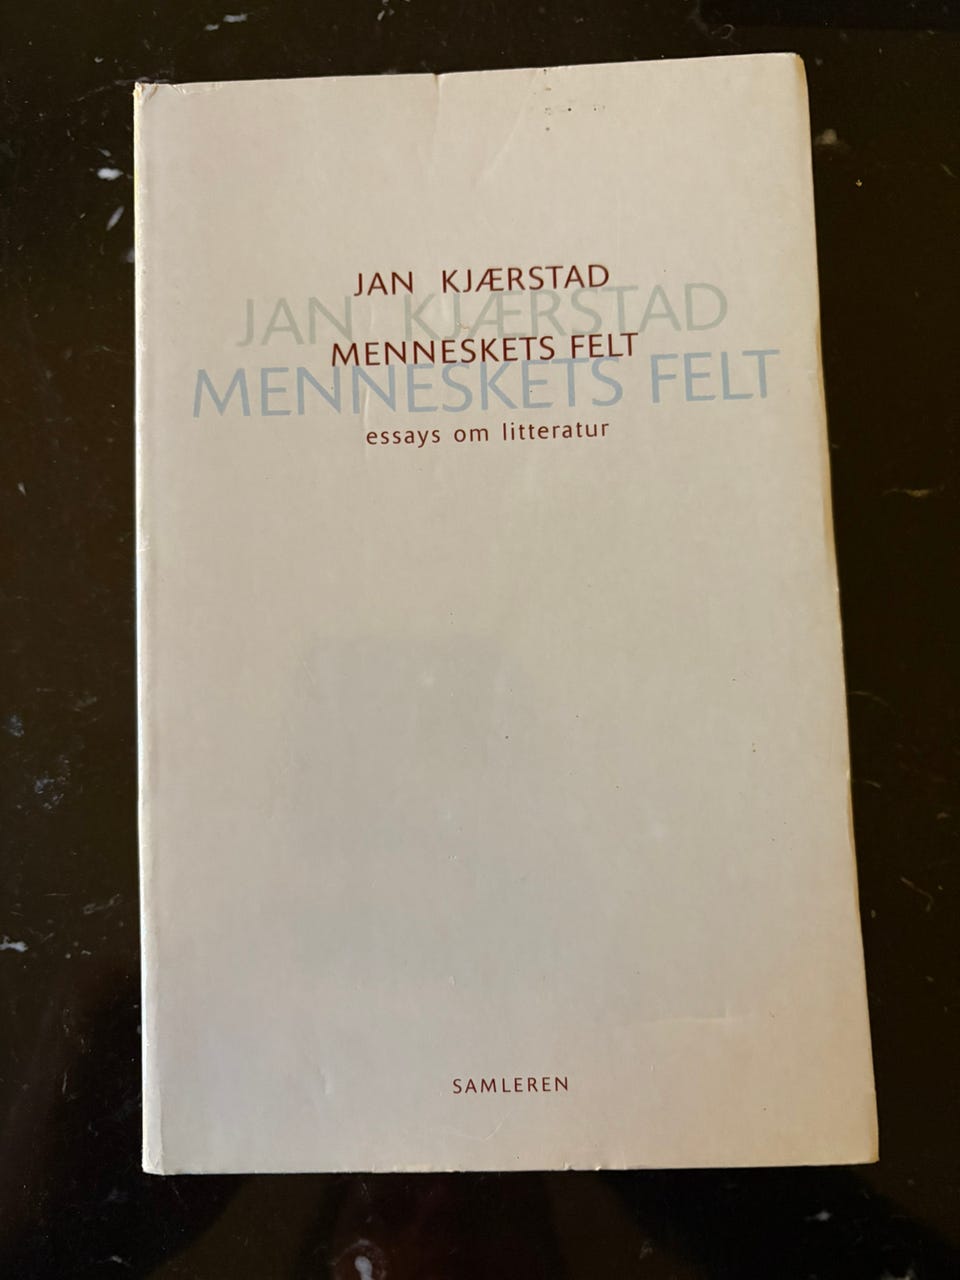 JAN KJÆRSTAD
JAN KJÆRSTAD
MENNESKETS FELT
MENNESKETS FELT
essays om litteratur
SAMLEREN